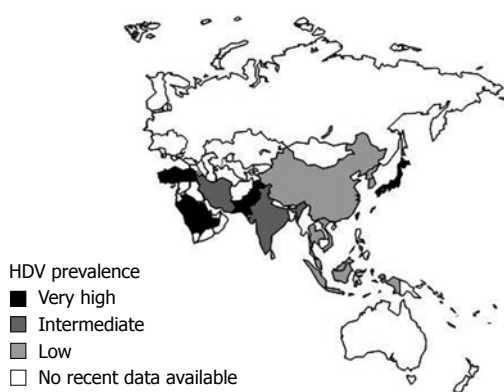 HDV prevalence
Very high
Intermediate
Low
No recent data available